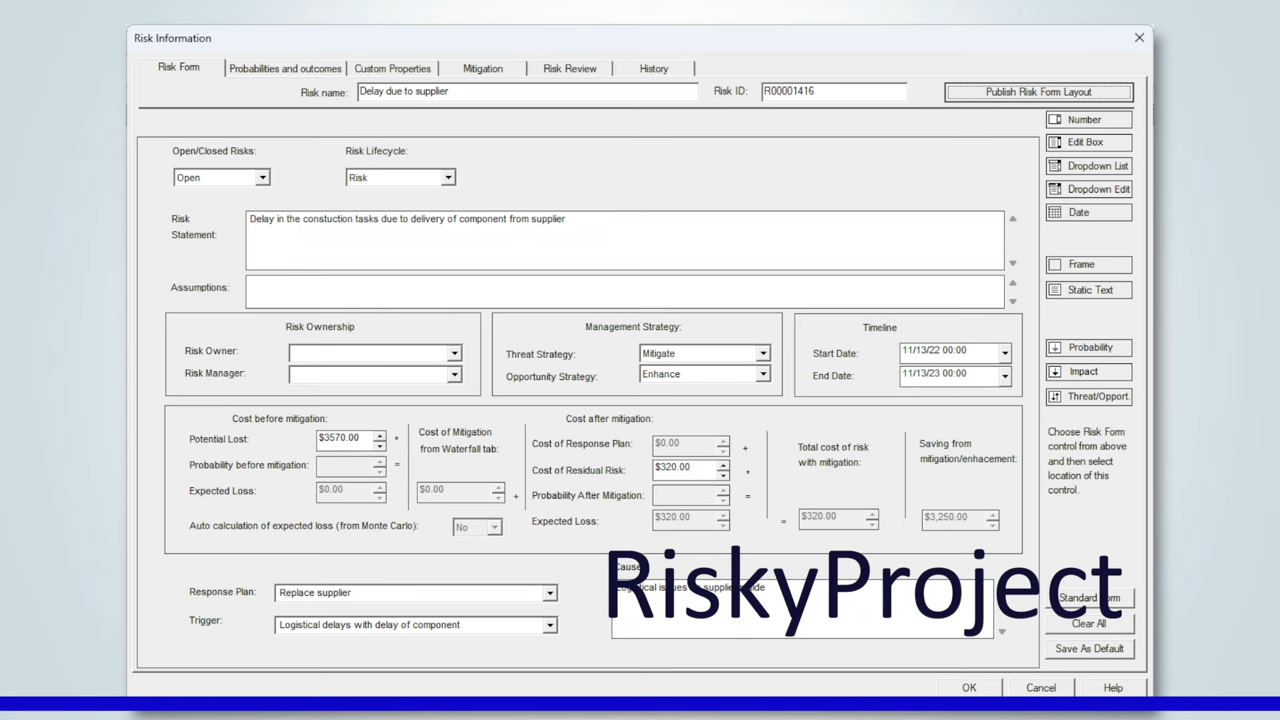 Risk Information
Risk Form Probabilities and outcomes Custom Properties Mitigation Risk Review History
Risk name: Delay due to supplier Risk ID: R00001416 Publish Risk Form Layout
Number
Edit Box
Dropdown List
Dropdown Edit
Date
Frame
Static Text
Probability
Impact
Threat/Opport.
Choose Risk Form
control from above
and then select
location of this
control.
Open/Closed Risks: Risk Lifecycle:
Open Risk
Risk
Statement:
Delay in the constuction tasks due to delivery of component from supplier
Assumptions:
Risk Ownership
Risk Owner:
Risk Manager:
Management Strategy:
Threat Strategy: Mitigate
Opportunity Strategy: Enhance
Timeline
Start Date: 11/13/22 00:00
End Date: 11/13/23 00:00
Cost before mitigation:
Potential Lost: $3570.00 *
Probability before mitigation: =
Expected Loss: $0.00
Cost of Mitigation
from Waterfall tab:
$0.00 +
Auto calculation of expected loss (from Monte Carlo): No
Cost after mitigation:
Cost of Response Plan: $0.00 +
Cost of Residual Risk: $320.00 *
Probability After Mitigation: =
Expected Loss: $320.00 =
Total cost of risk
with mitigation:
$320.00
Saving from
mitigation/enhacement:
$3,250.00
Response Plan: Replace supplier
Trigger: Logistical delays with delay of component
RiskyProject
Standard Form
Clear All
Save As Default
OK Cancel Help